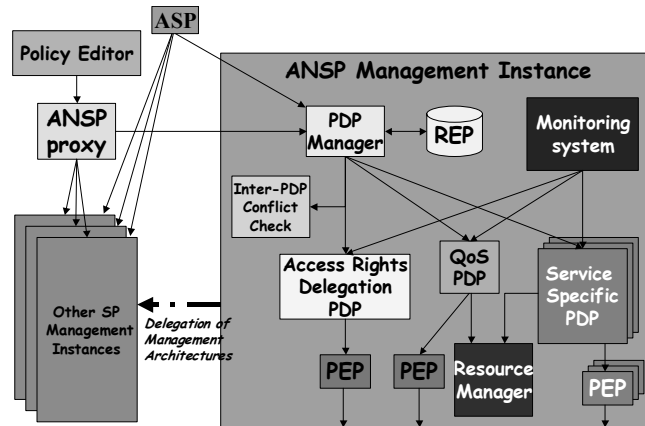 ASP
Policy Editor
ANSP
proxy
ANSP Management Instance
PDP
Manager
REP
Monitoring
system
Inter-PDP
Conflict
Check
Access Rights
Delegation
PDP
QoS
PDP
Service
Specific
PDP
Other SP
Management
Instances
Delegation of
Management
Architectures
PEP
PEP
Resource
Manager
PEP